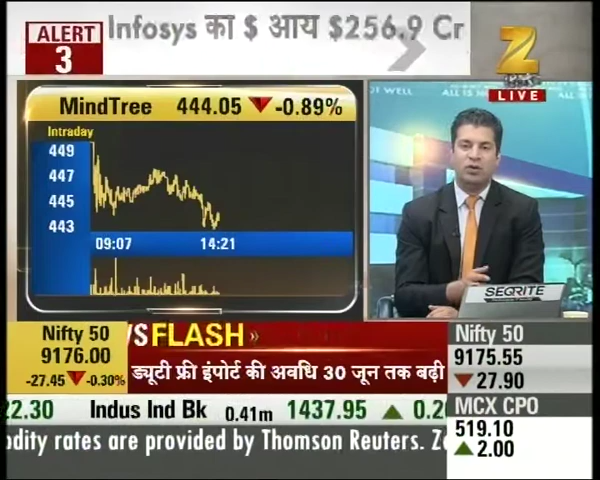 ALERT
3
Infosys का $ आय $256.9 Cr
LIVE
MindTree 444.05 -0.89%
Intraday
449
447
445
443
09:07 14:21
SEQRITE
Nifty 50
9176.00
-27.45 -0.30%
FLASH »
ड्यूटी फ्री इंपोर्ट की अवधि 30 जून तक बढ़ी
Nifty 50
9175.55
27.90
22.30 Indus Ind Bk 0.41m 1437.95
MCX CPO
519.10
2.00
rates are provided by Thomson Reuters.